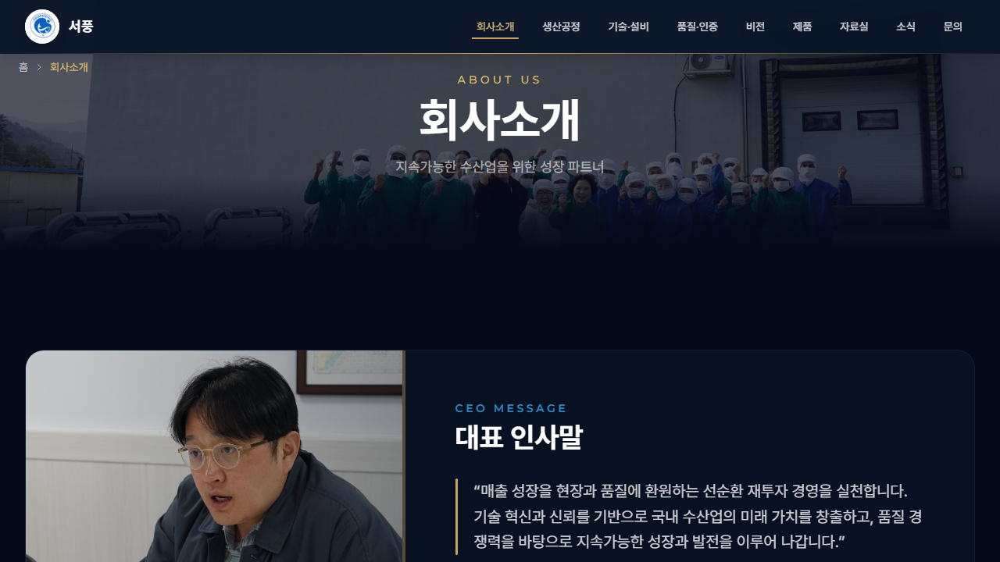 서풍
회사소개
생산공정
기술·설비
품질·인증
비전
제품
자료실
소식
문의
홈 > 회사소개
ABOUT US
회사소개
지속가능한 수산업을 위한 성장 파트너
CEO MESSAGE
대표 인사말
“매출 성장을 현장과 품질에 환원하는 선순환 재투자 경영을 실천합니다.
기술 혁신과 신뢰를 기반으로 국내 수산업의 미래 가치를 창출하고, 품질 경
쟁력을 바탕으로 지속가능한 성장과 발전을 이루어 나갑니다.”